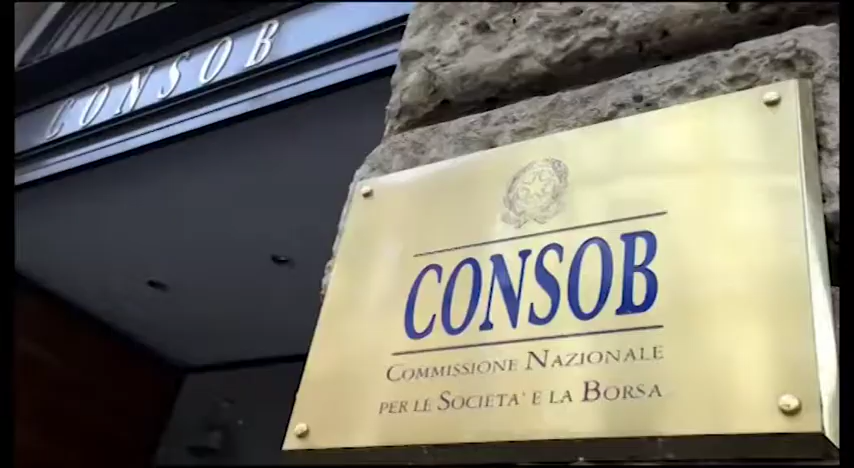 CONSOB
CONSOB
COMMISSIONE NAZIONALE
PER LE SOCIETA' E LA BORSA